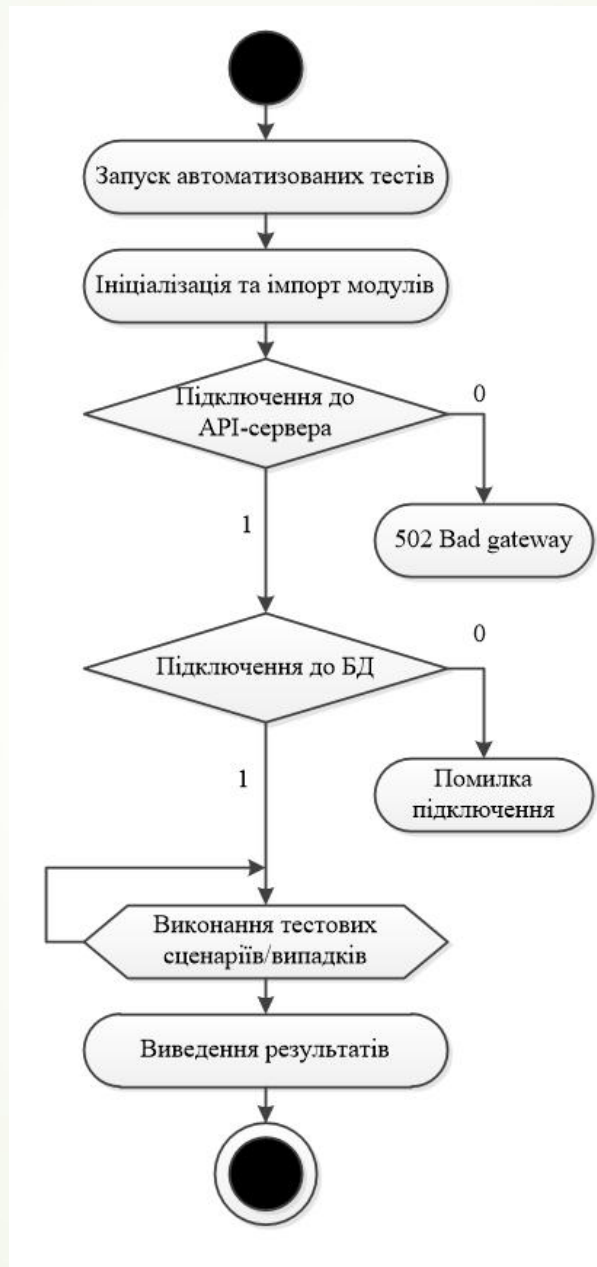 Запуск автоматизованих тестів
Ініціалізація та імпорт модулів
Підключення до
API-сервера
0
1
502 Bad gateway
0
Підключення до БД
1
Помилка
підключення
Виконання тестових
сценаріїв/випадків
Виведення результатів